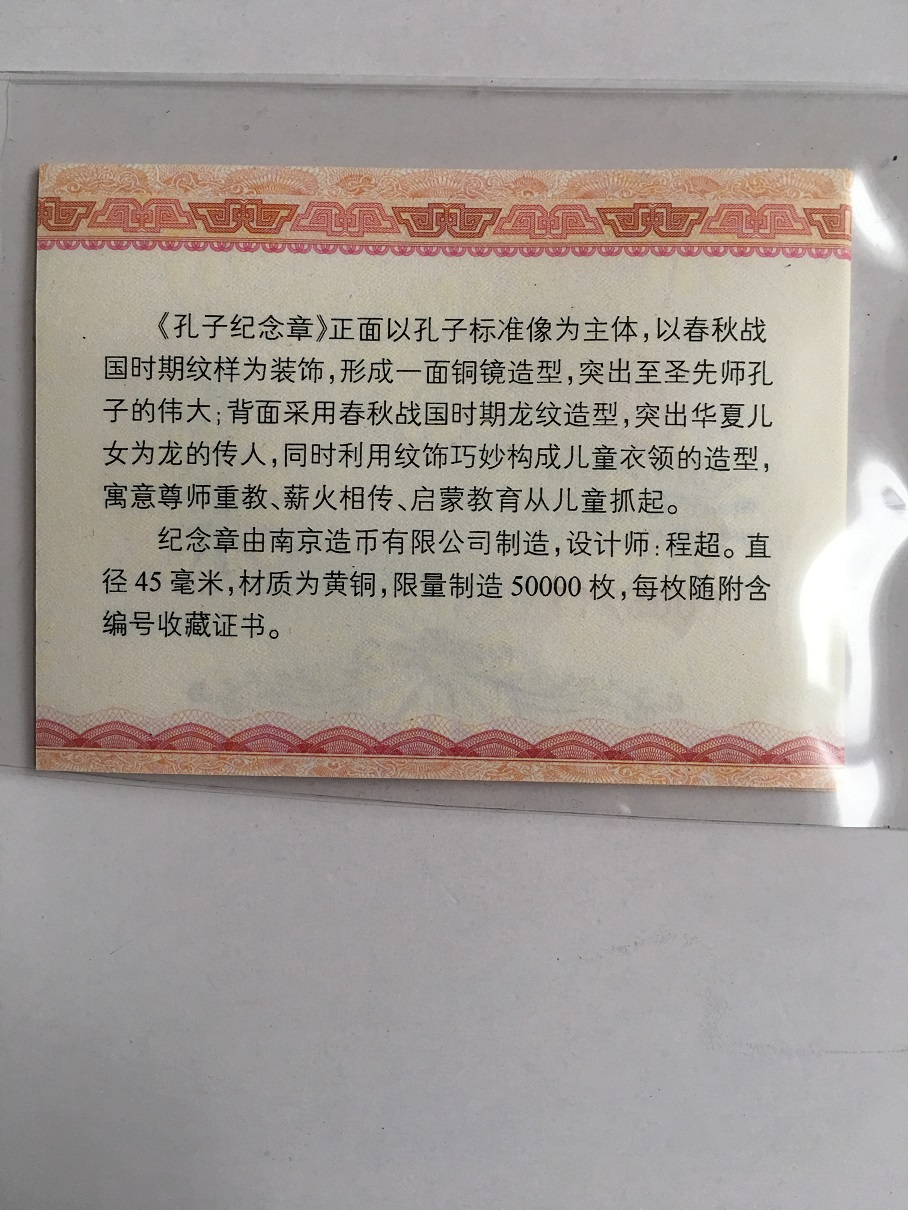 《孔子纪念章》正面以孔子标准像为主体，以春秋战
国时期纹样为装饰，形成一面铜镜造型，突出至圣先师孔
子的伟大；背面采用春秋战国时期龙纹造型，突出华夏儿
女为龙的传人，同时利用纹饰巧妙构成儿童衣领的造型，
寓意尊师重教、薪火相传、启蒙教育从儿童抓起。
纪念章由南京造币有限公司制造，设计师：程超。直
径 45 毫米，材质为黄铜，限量制造 50000 枚，每枚随附含
编号收藏证书。